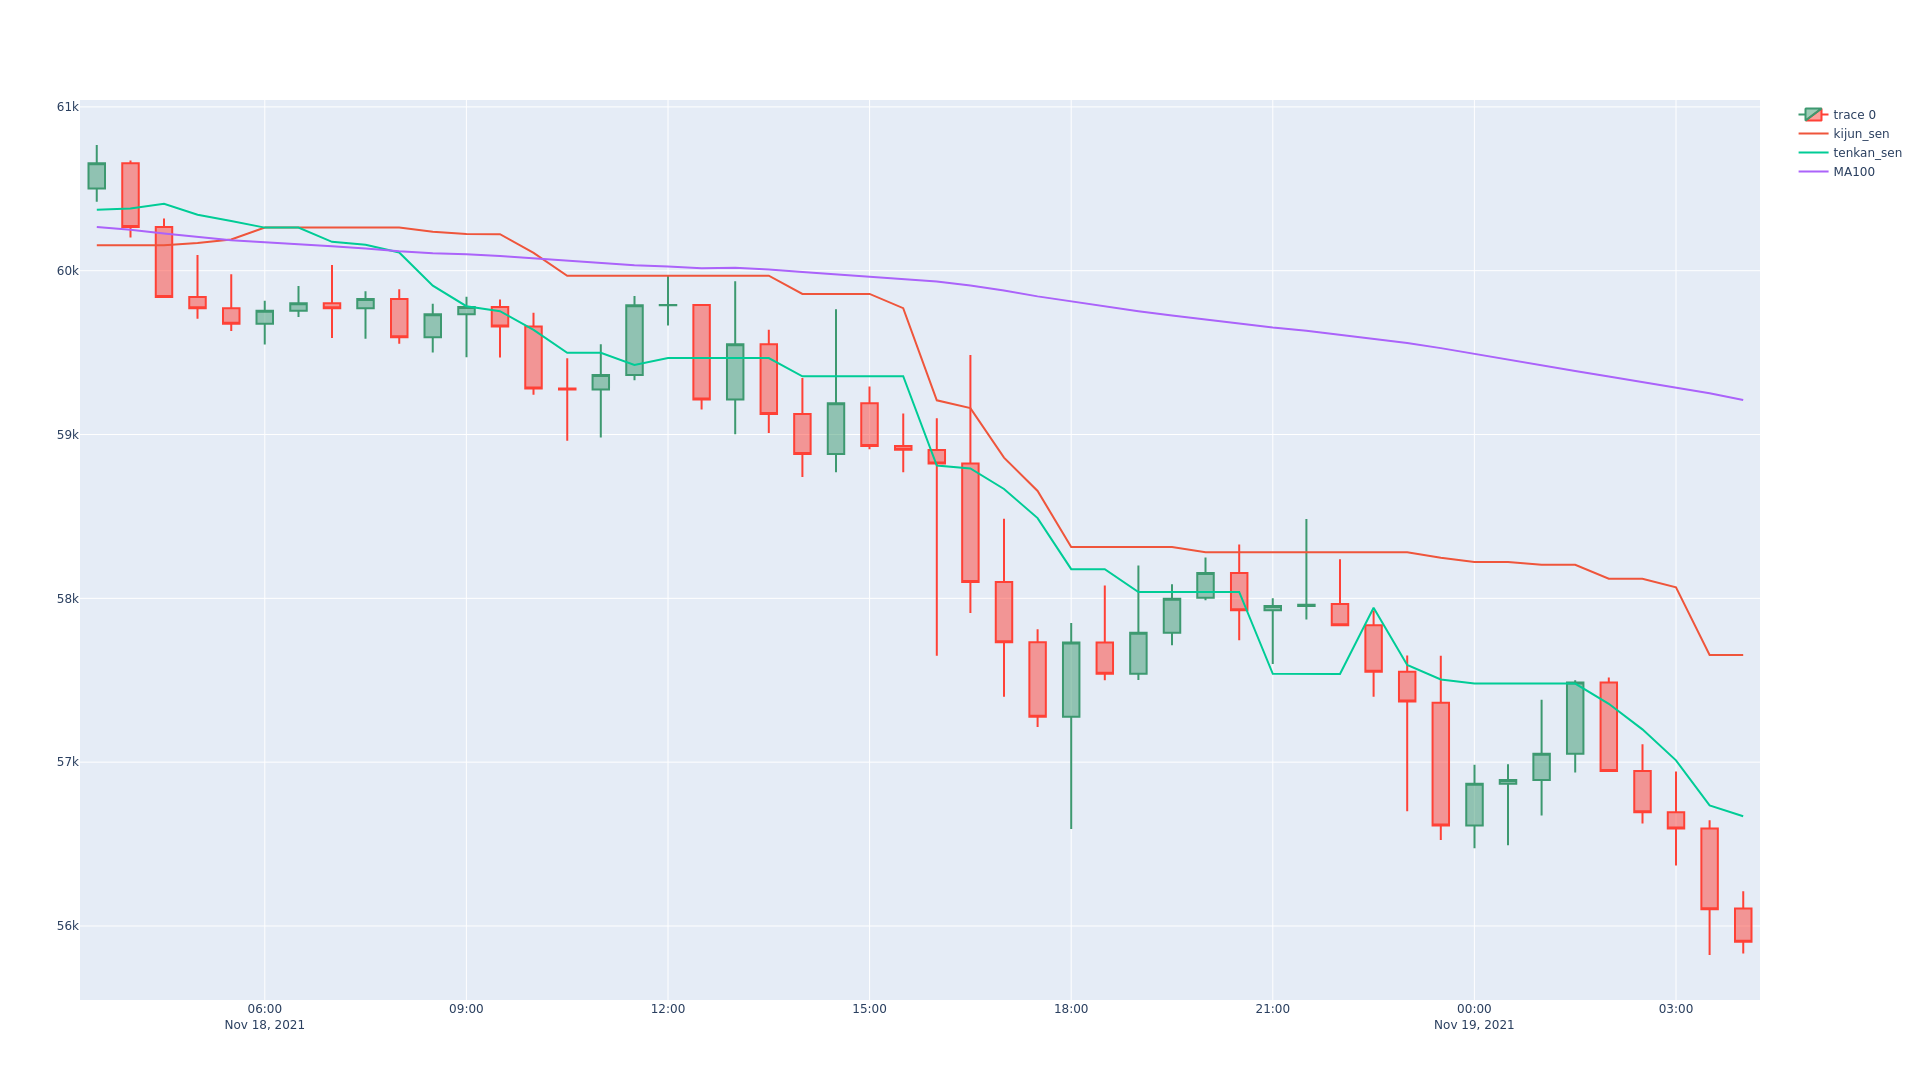 61k
60k
59k
58k
57k
56k
06:00
Nov 18, 2021
09:00
12:00
15:00
18:00
21:00
00:00
Nov 19, 2021
03:00
trace 0
kijun_sen
tenkan_sen
MA100